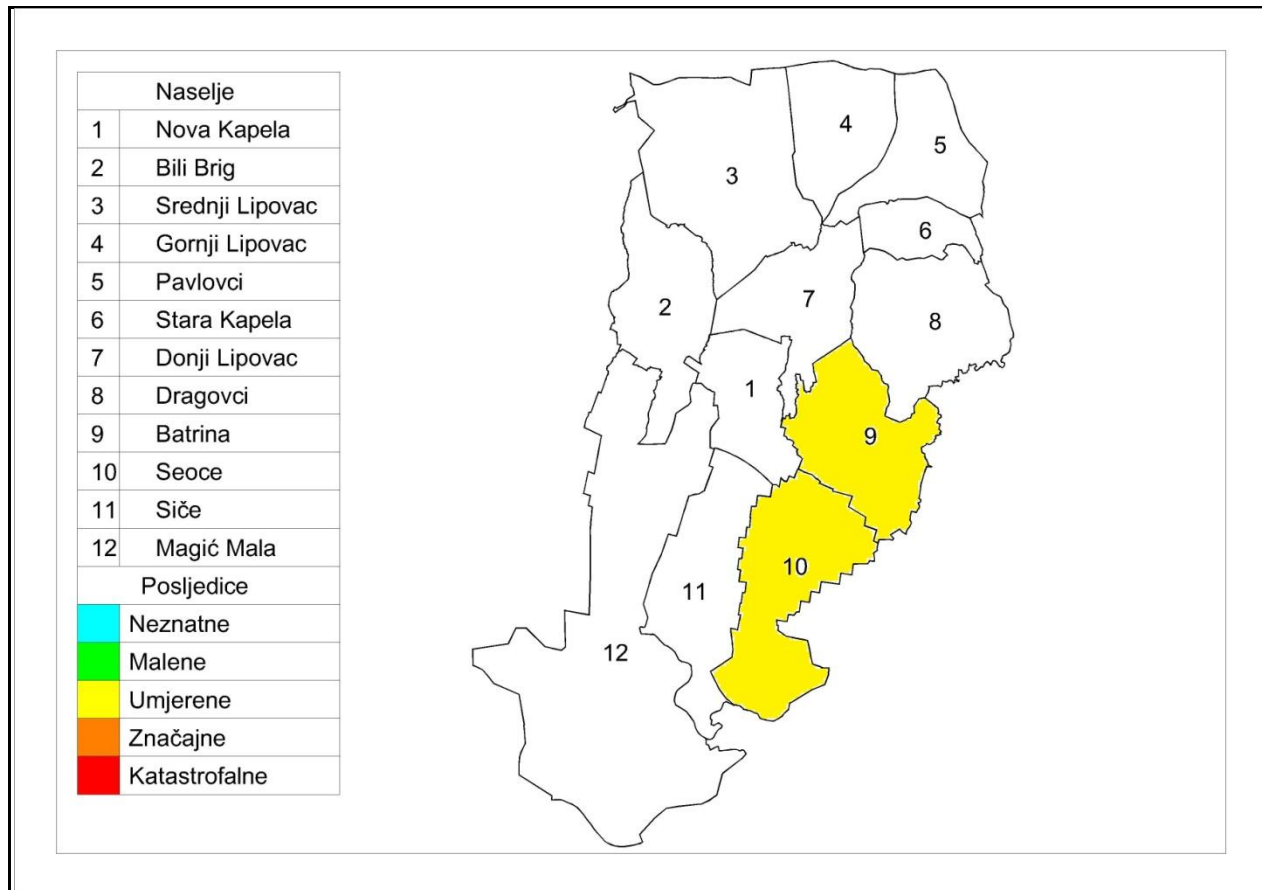 Naselje
1 Nova Kapela
2 Bili Brig
3 Srednji Lipovac
4 Gornji Lipovac
5 Pavlovci
6 Stara Kapela
7 Donji Lipovac
8 Dragovci
9 Batrina
10 Seoce
11 Siče
12 Magić Mala
Posljedice
Neznatne
Malene
Umjerene
Značajne
Katastrofalne
4
5
3
6
7
2
8
1
9
10
11
12